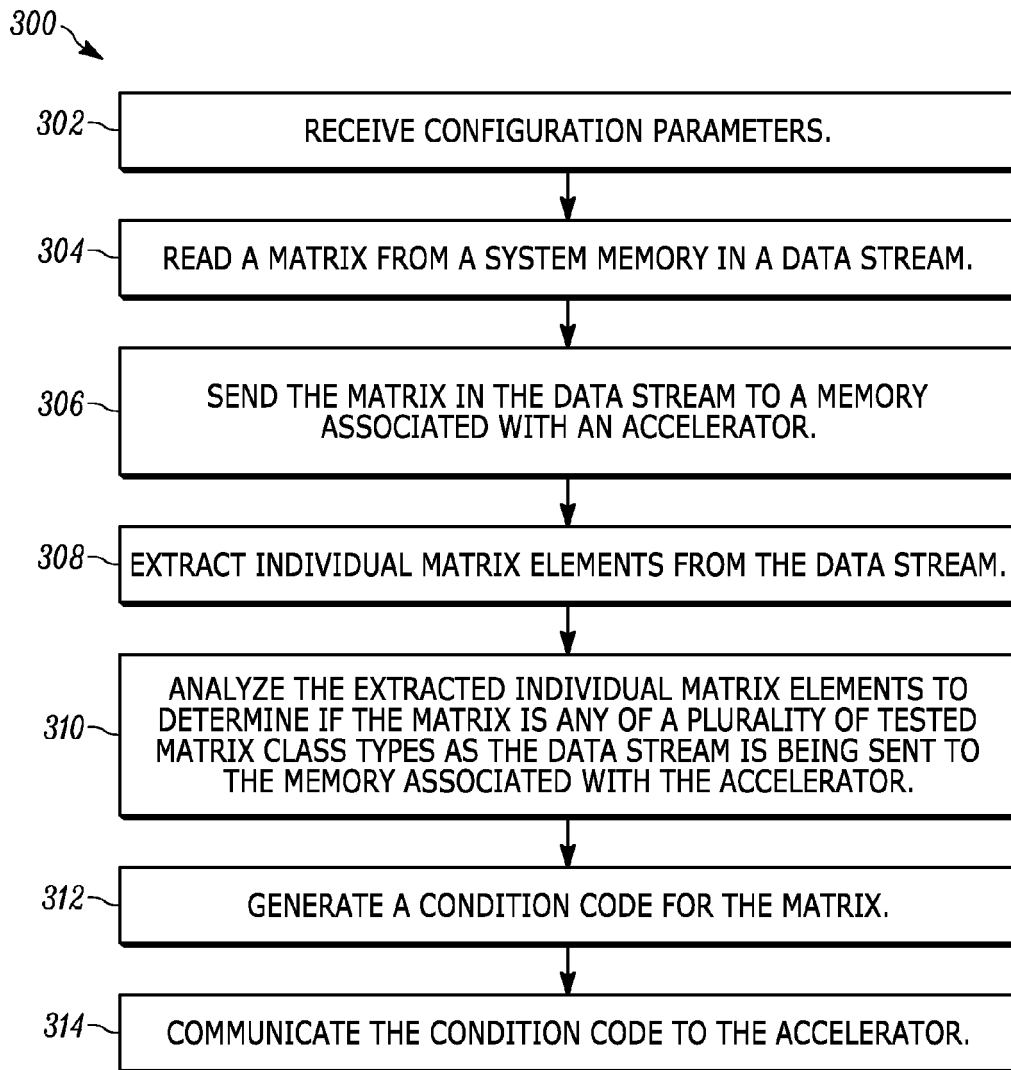 300
302
RECEIVE CONFIGURATION PARAMETERS.
304
READ A MATRIX FROM A SYSTEM MEMORY IN A DATA STREAM.
306
SEND THE MATRIX IN THE DATA STREAM TO A MEMORY
ASSOCIATED WITH AN ACCELERATOR.
308
EXTRACT INDIVIDUAL MATRIX ELEMENTS FROM THE DATA STREAM.
310
ANALYZE THE EXTRACTED INDIVIDUAL MATRIX ELEMENTS TO
DETERMINE IF THE MATRIX IS ANY OF A PLURALITY OF TESTED
MATRIX CLASS TYPES AS THE DATA STREAM IS BEING SENT TO
THE MEMORY ASSOCIATED WITH THE ACCELERATOR.
312
GENERATE A CONDITION CODE FOR THE MATRIX.
314
COMMUNICATE THE CONDITION CODE TO THE ACCELERATOR.